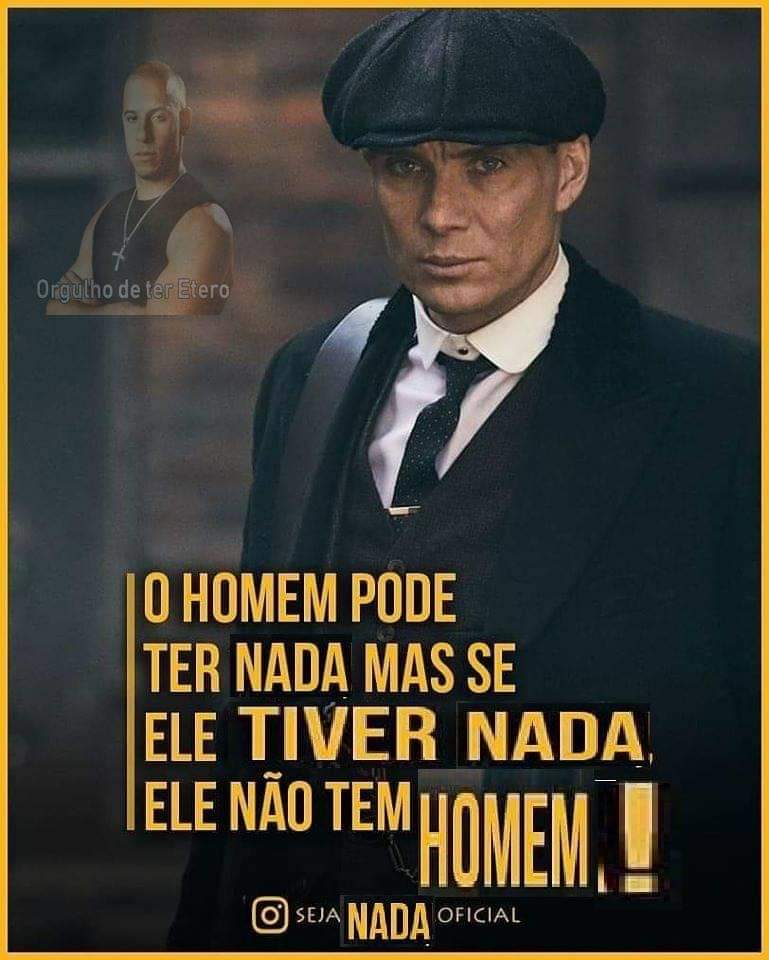 Orgulho de ter Etero
O HOMEM PODE
TER NADA MAS SE
ELE TIVER NADA,
ELE NÃO TEM HOMEM.!
SEJA NADA OFICIAL